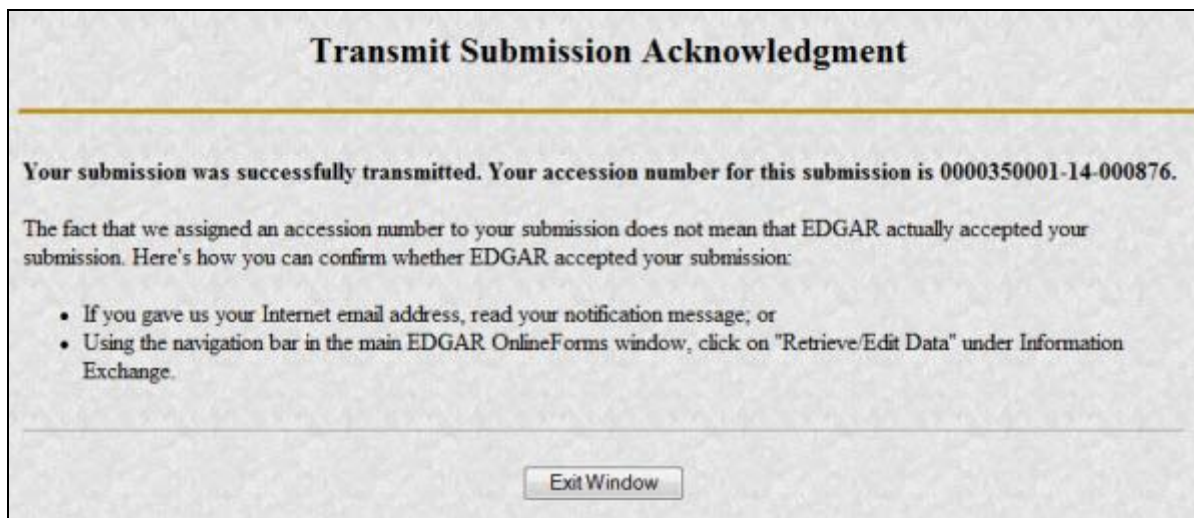 Transmit Submission Acknowledgment
Your submission was successfully transmitted. Your accession number for this submission is 0000350001-14-000876.
The fact that we assigned an accession number to your submission does not mean that EDGAR actually accepted your
submission. Here's how you can confirm whether EDGAR accepted your submission:
• If you gave us your Internet email address, read your notification message; or
• Using the navigation bar in the main EDGAR OnlineForms window, click on "Retrieve/Edit Data" under Information
Exchange.
Exit Window